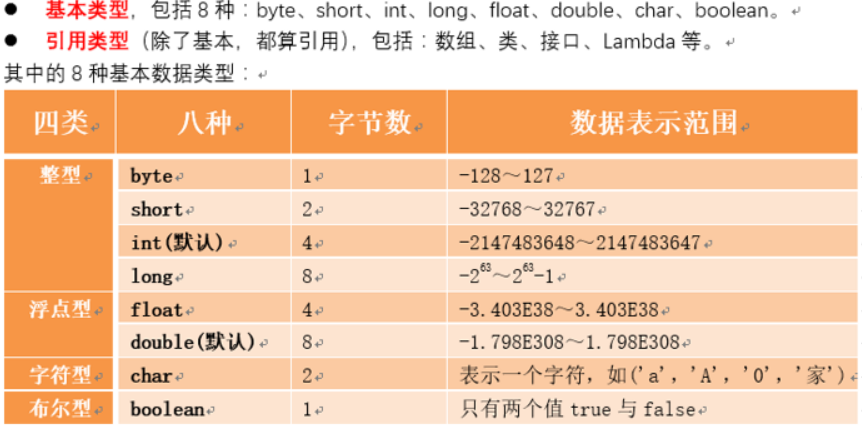 ● 基本类型，包括 8 种：byte、short、int、long、float、double、char、boolean。
● 引用类型（除了基本，都算引用），包括：数组、类、接口、Lambda 等。
其中的 8 种基本数据类型：
四类 八种 字节数 数据表示范围
整型 byte 1 -128～127
short 2 -32768～32767
int(默认) 4 -2147483648～2147483647
long 8 -2⁶³～2⁶³-1
浮点型 float 4 -3.403E38～3.403E38
double(默认) 8 -1.798E308～1.798E308
字符型 char 2 表示一个字符，如('a'，'A'，'0'，'家')
布尔型 boolean 1 只有两个值 true 与 false